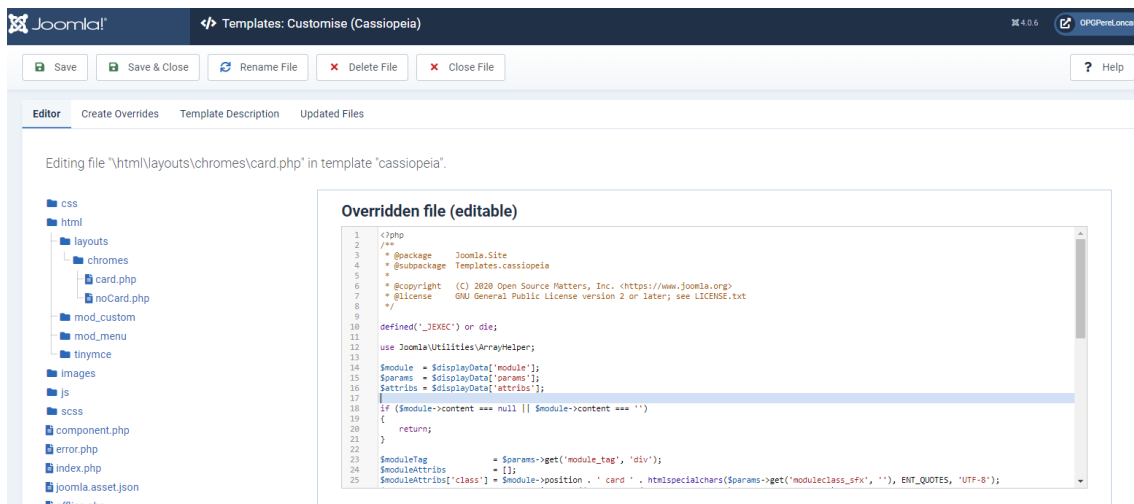 Joomla!® </> Templates: Customise (Cassiopeia) 4.0.6 OPGPereLonca
Save Save & Close Rename File Delete File Close File ? Help
Editor Create Overrides Template Description Updated Files
Editing file "\html\layouts\chromes\card.php" in template "cassiopeia".
css
html
layouts
chromes
card.php
noCard.php
mod_custom
mod_menu
tinymce
images
js
scss
component.php
error.php
index.php
joomla.asset.json
Overridden file (editable)
1 <?php
2 /**
3 * @package Joomla.Site
4 * @subpackage Templates.cassiopeia
5 *
6 * @copyright (C) 2020 Open Source Matters, Inc. <https://www.joomla.org>
7 * @license GNU General Public License version 2 or later; see LICENSE.txt
8 */
9
10 defined('_JEXEC') or die;
11
12 use Joomla\Utilities\ArrayHelper;
13
14 $module = $displayData['module'];
15 $params = $displayData['params'];
16 $attribs = $displayData['attribs'];
17
18 if ($module->content === null || $module->content === '')
19 {
20 return;
21 }
22
23 $moduleTag = $params->get('module_tag', 'div');
24 $moduleAttribs = [];
25 $moduleAttribs['class'] = $module->position . ' card ' . htmlspecialchars($params->get('moduleclass_sfx', ''), ENT_QUOTES, 'UTF-8');